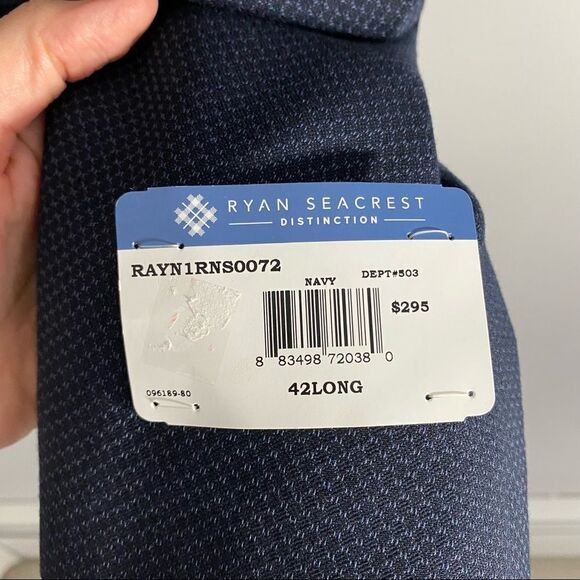 RYAN SEACREST
DISTINCTION
RAYN1RNS0072
NAVY DEPT#503
$295
8 83498 72038 0
096189-80
42LONG